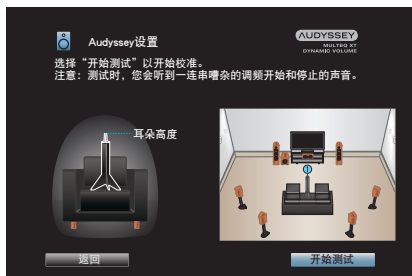 Audyssey设置
AUDYSSEY
MULTEQ XT
DYNAMIC VOLUME
选择“开始测试”以开始校准。
注意：测试时，您会听到一连串嘈杂的调频开始和停止的声音。
耳朵高度
1
返回
开始测试